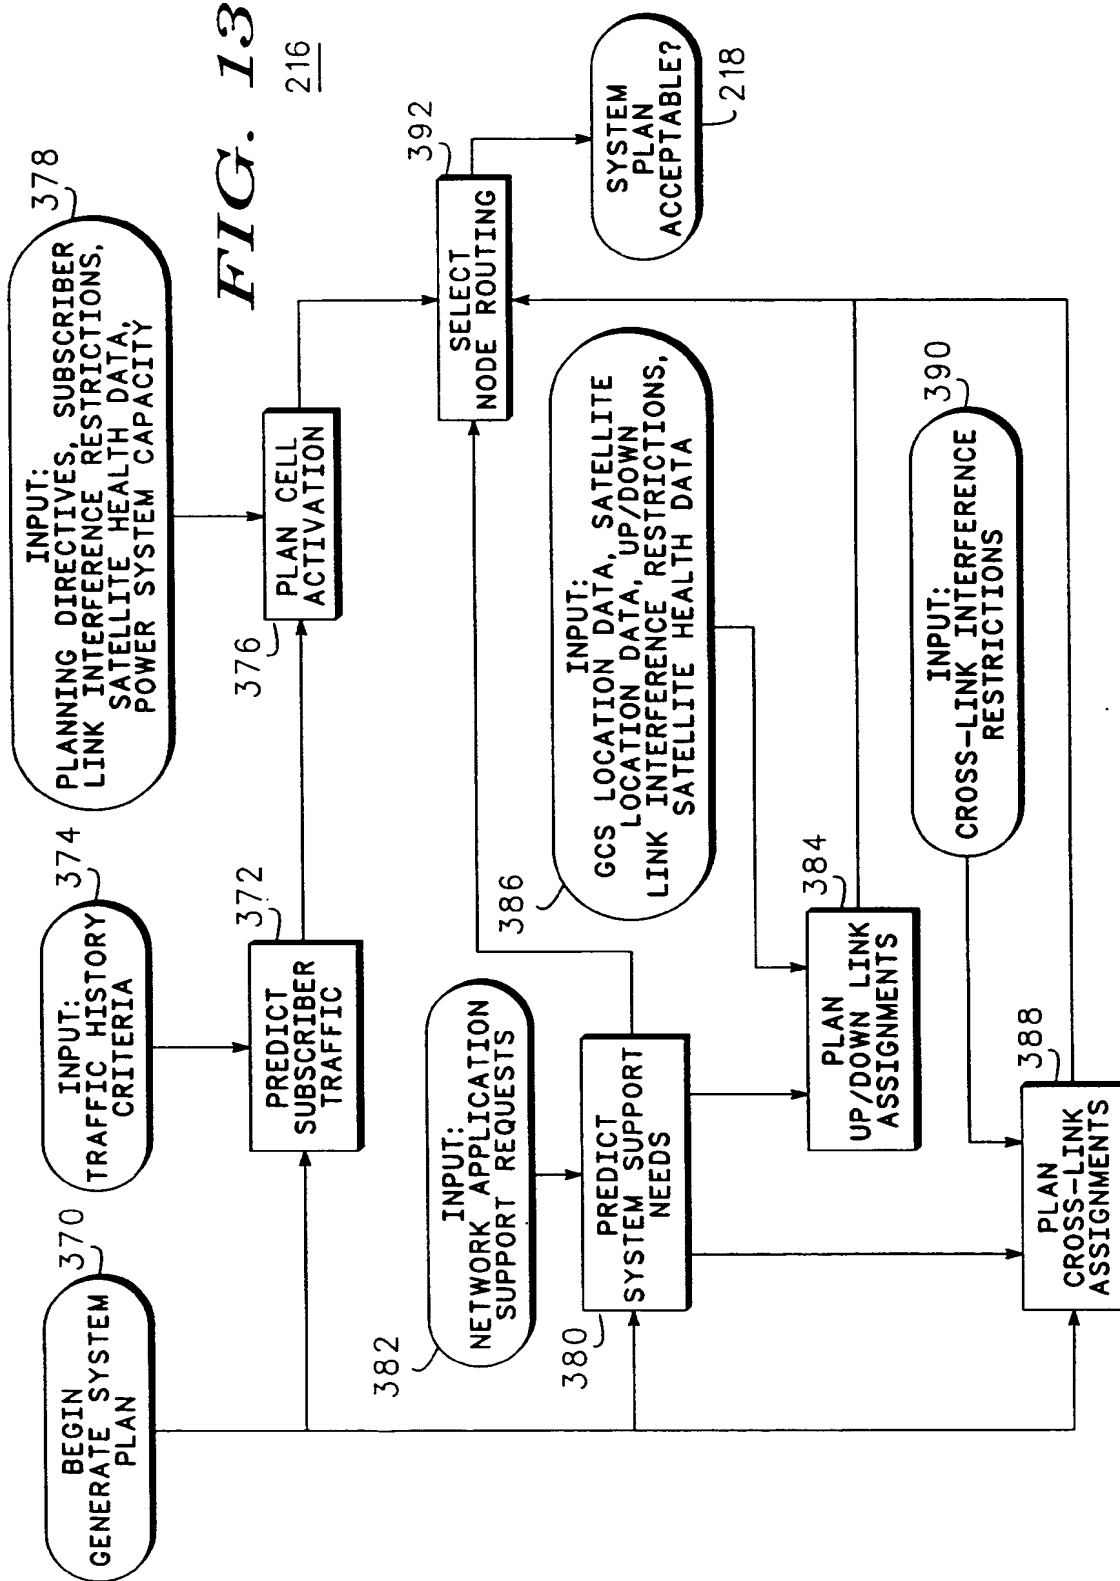 370
BEGIN
GENERATE SYSTEM
PLAN
374
INPUT:
TRAFFIC HISTORY
CRITERIA
378
INPUT:
PLANNING DIRECTIVES, SUBSCRIBER
LINK INTERFERENCE RESTRICTIONS,
SATELLITE HEALTH DATA,
POWER SYSTEM CAPACITY
FIG. 13
216
372
PREDICT
SUBSCRIBER
TRAFFIC
376
PLAN CELL
ACTIVATION
392
SELECT
NODE ROUTING
SYSTEM
PLAN
ACCEPTABLE?
218
382
INPUT:
NETWORK APPLICATION
SUPPORT REQUESTS
380
PREDICT
SYSTEM SUPPORT
NEEDS
386
INPUT:
GCS LOCATION DATA, SATELLITE
LOCATION DATA, UP/DOWN
LINK INTERFERENCE RESTRICTIONS,
SATELLITE HEALTH DATA
384
PLAN
UP/DOWN LINK
ASSIGNMENTS
390
INPUT:
CROSS-LINK INTERFERENCE
RESTRICTIONS
388
PLAN
CROSS-LINK
ASSIGNMENTS